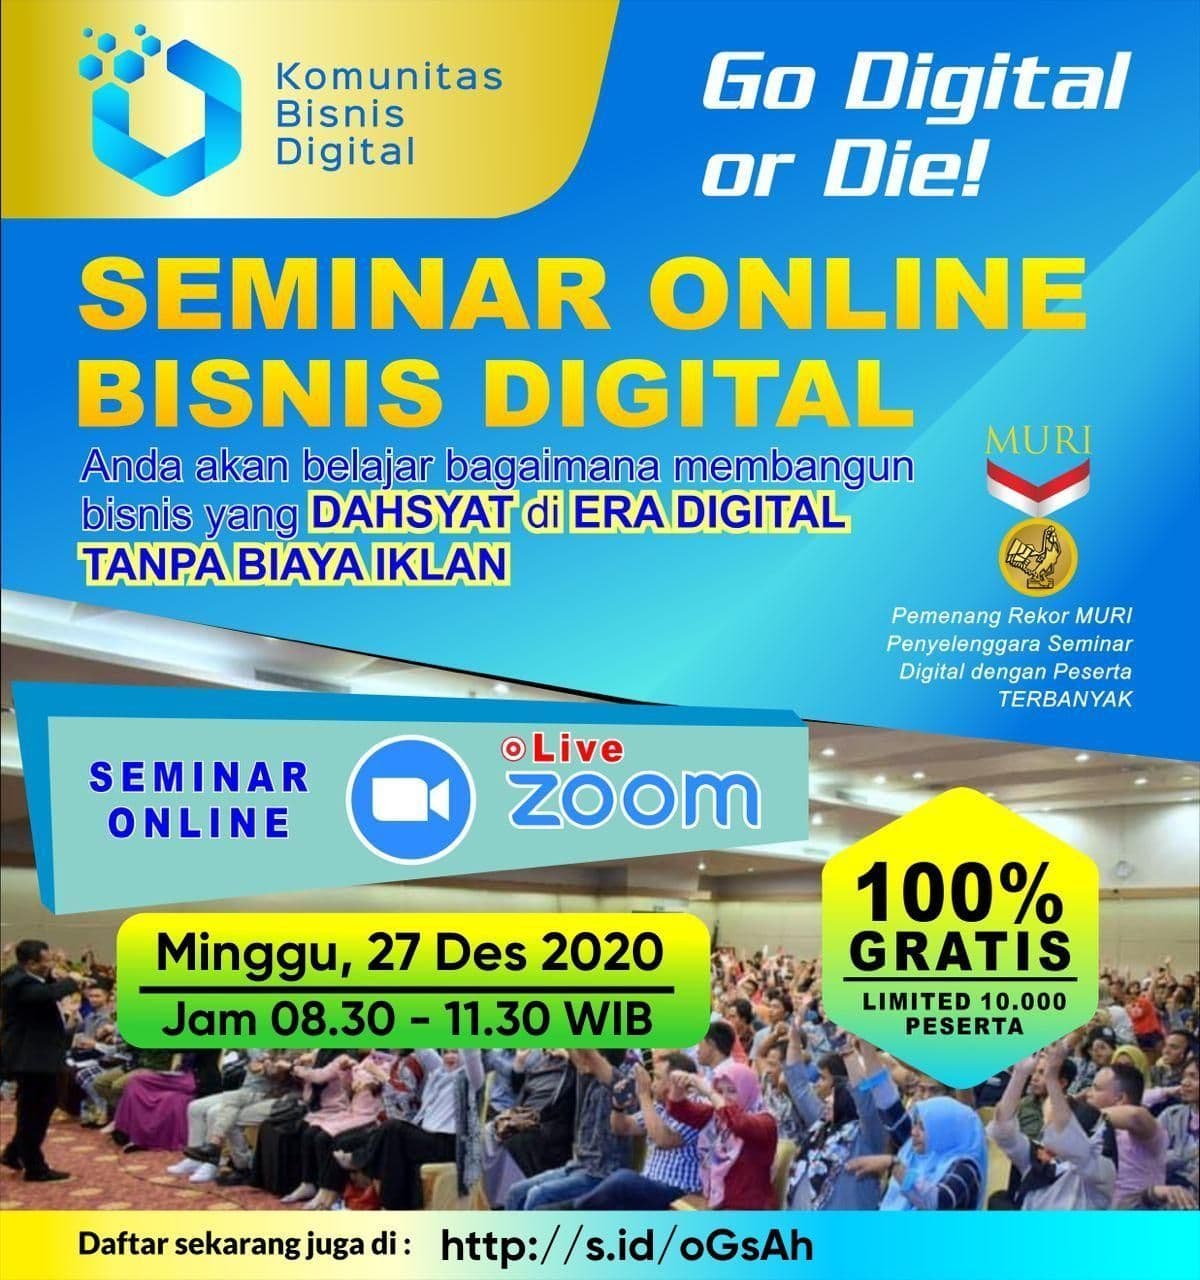 Komunitas
Bisnis
Digital
Go Digital
or Die!
SEMINAR ONLINE
BISNIS DIGITAL
Anda akan belajar bagaimana membangun
bisnis yang DAHSYAT di ERA DIGITAL
TANPA BIAYA IKLAN
MURI
Pemenang Rekor MURI
Penyelenggara Seminar
Digital dengan Peserta
TERBANYAK
SEMINAR
ONLINE
Live
zoom
Minggu, 27 Des 2020
Jam 08.30 - 11.30 WIB
100%
GRATIS
LIMITED 10.000
PESERTA
Daftar sekarang juga di : http://s.id/oGsAh